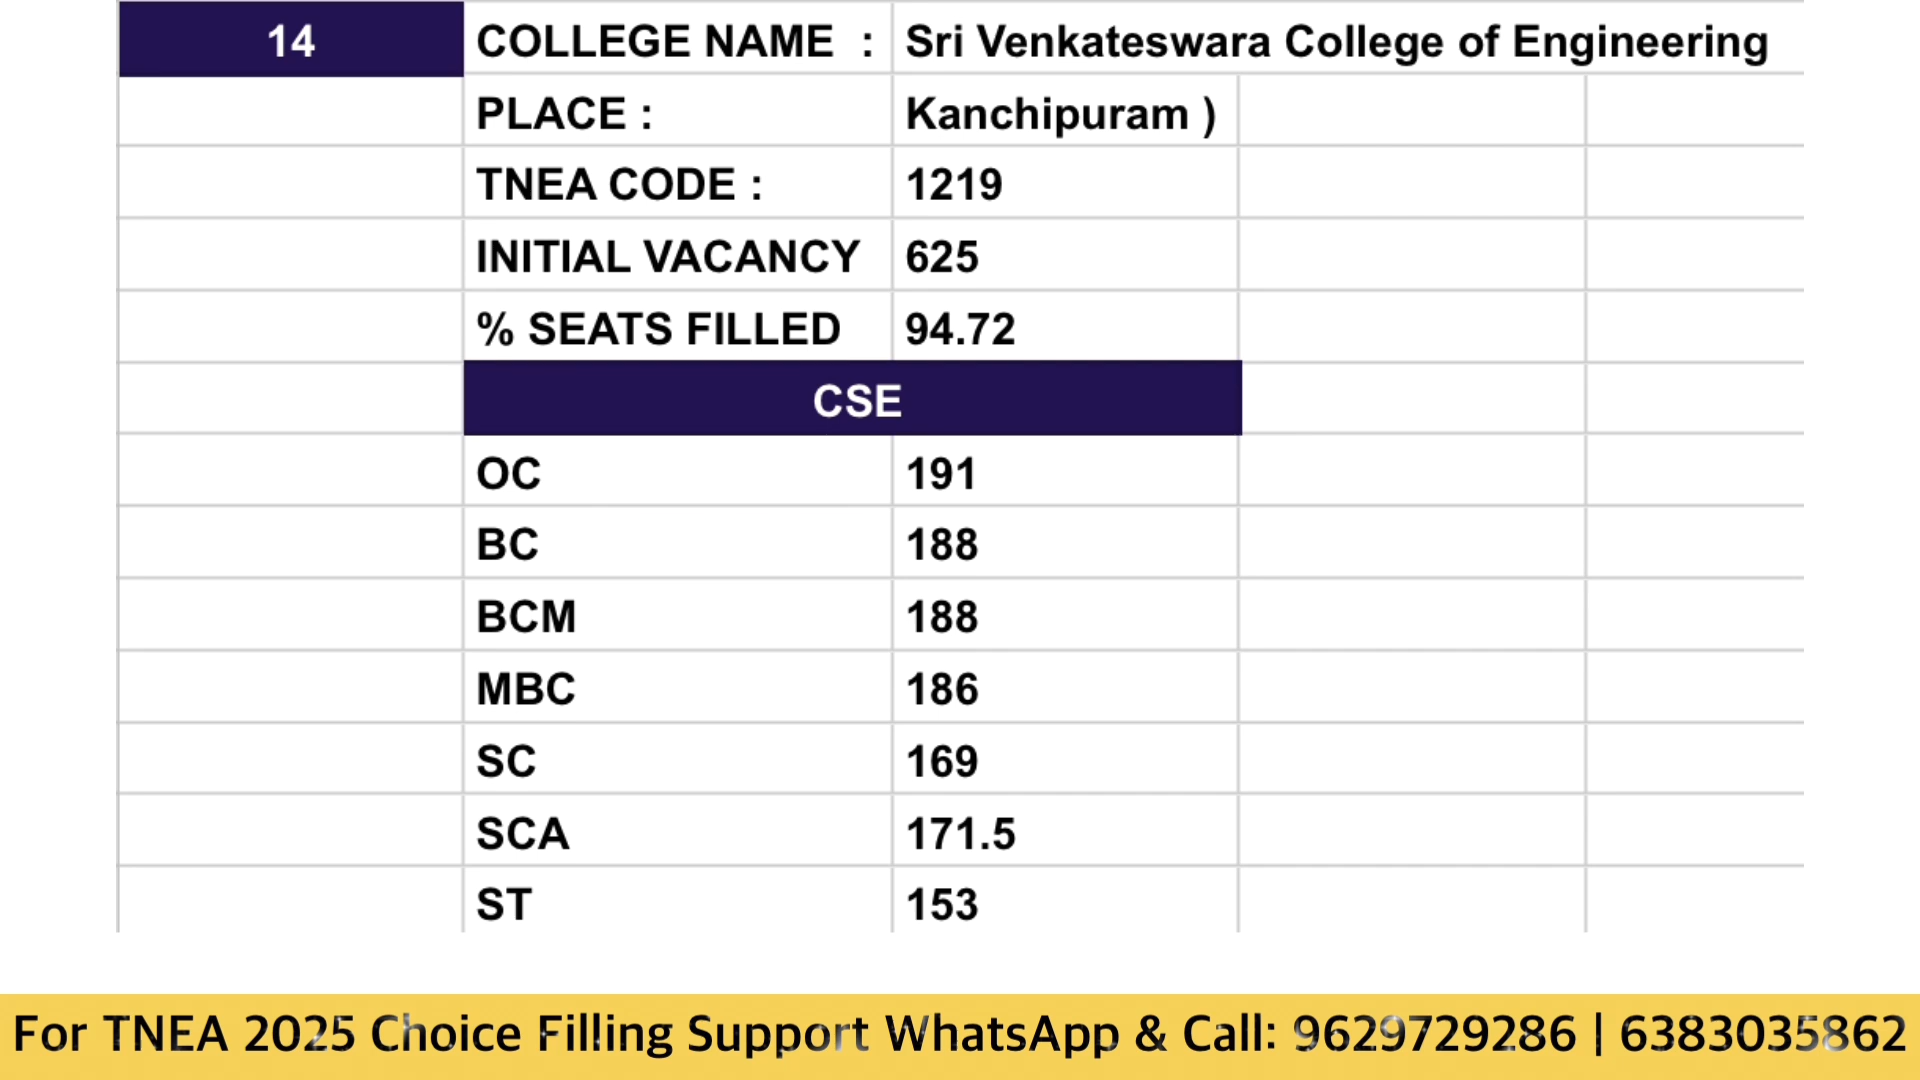 14 COLLEGE NAME : Sri Venkateswara College of Engineering
PLACE : Kanchipuram )
TNEA CODE : 1219
INITIAL VACANCY 625
% SEATS FILLED 94.72
CSE
OC 191
BC 188
BCM 188
MBC 186
SC 169
SCA 171.5
ST 153
For TNEA 2025 Choice Filling Support WhatsApp & Call: 9629729286 | 6383035862